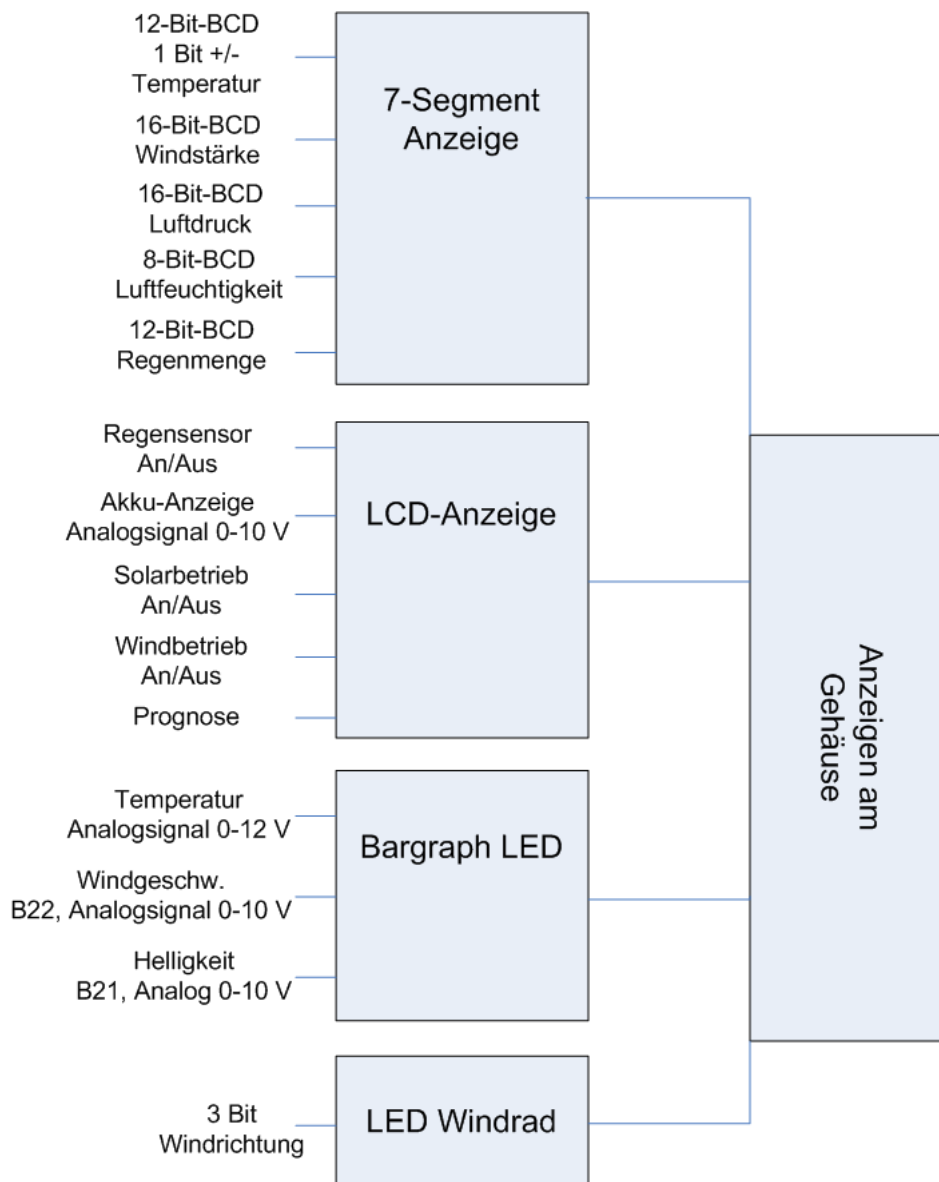 12-Bit-BCD
1 Bit +/-
Temperatur
16-Bit-BCD
Windstärke
16-Bit-BCD
Luftdruck
8-Bit-BCD
Luftfeuchtigkeit
12-Bit-BCD
Regenmenge
7-Segment
Anzeige
Regensensor
An/Aus
Akku-Anzeige
Analogsignal 0-10 V
Solarbetrieb
An/Aus
Windbetrieb
An/Aus
Prognose
LCD-Anzeige
Temperatur
Analogsignal 0-12 V
Windgeschw.
B22, Analogsignal 0-10 V
Helligkeit
B21, Analog 0-10 V
Bargraph LED
3 Bit
Windrichtung
LED Windrad
Anzeigen am
Gehäuse